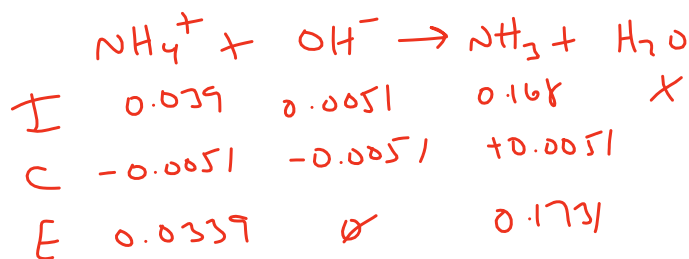 NH₄⁺ + OH⁻ → NH₃ + H₂O
I 0.039 0.0051 0.168 X
C -0.0051 -0.0051 +0.0051
E 0.0339 ∅ 0.1731